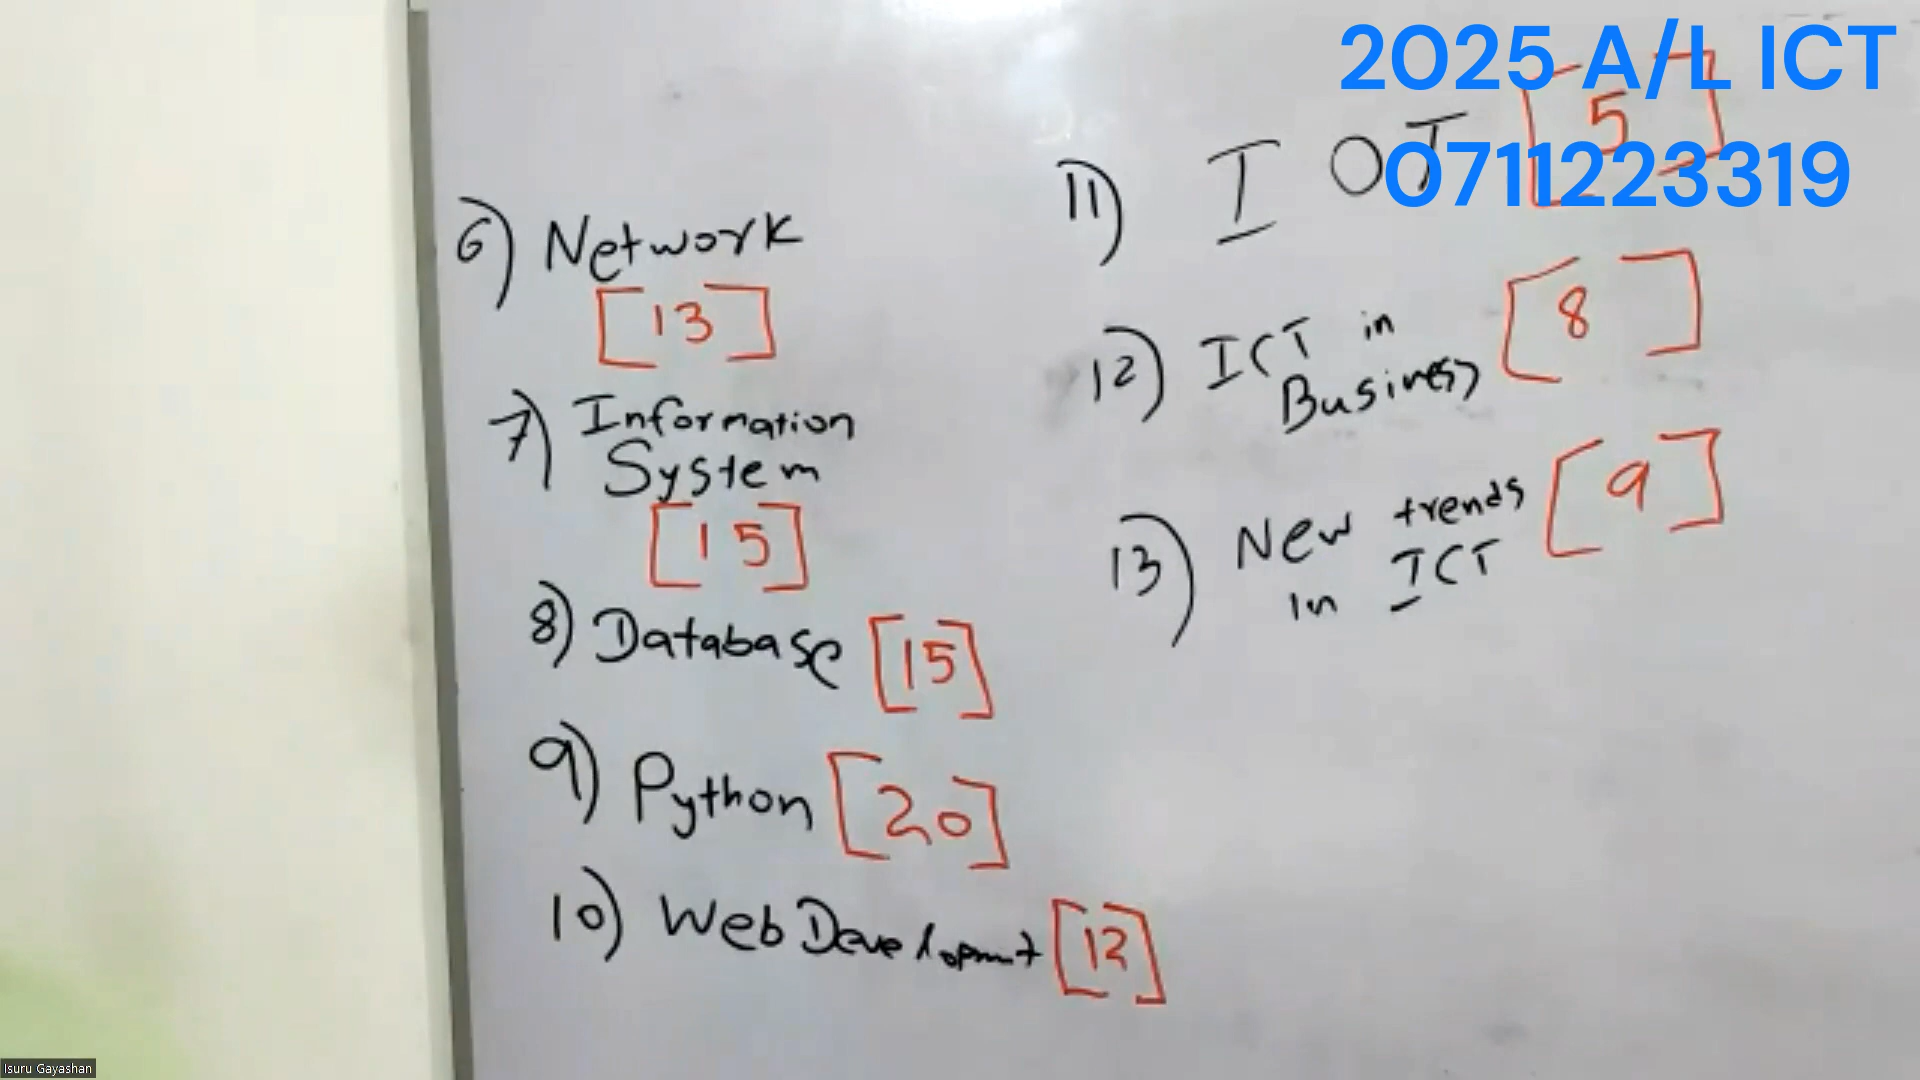 2025 A/L ICT
0711223319
6) Network
[13]
7) Information
System
[15]
8) Database [15]
9) Python [20]
10) Web Development [12]
11) IOT [5]
12) ICT in
Business [8]
13) New trends
in ICT [9]
Isuru Gayashan